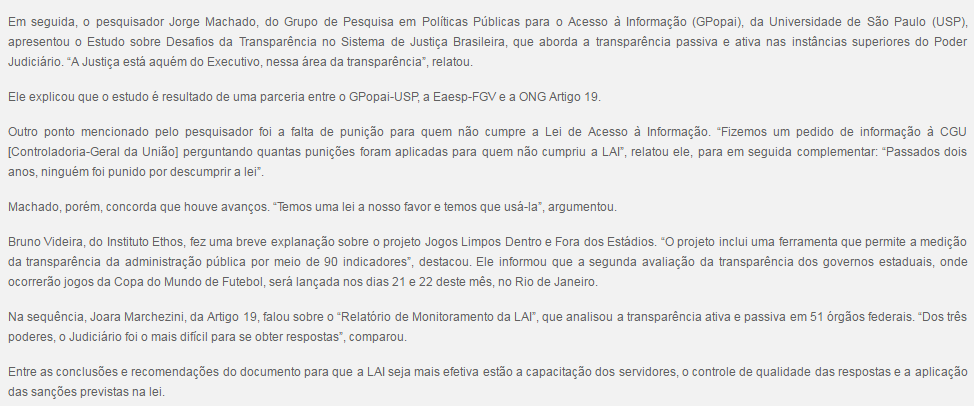 Em seguida, o pesquisador Jorge Machado, do Grupo de Pesquisa em Políticas Públicas para o Acesso à Informação (GPopai), da Universidade de São Paulo (USP),
apresentou o Estudo sobre Desafios da Transparência no Sistema de Justiça Brasileira, que aborda a transparência passiva e ativa nas instâncias superiores do Poder
Judiciário. “A Justiça está aquém do Executivo, nessa área da transparência”, relatou.
Ele explicou que o estudo é resultado de uma parceria entre o GPopai-USP, a Eaesp-FGV e a ONG Artigo 19.
Outro ponto mencionado pelo pesquisador foi a falta de punição para quem não cumpre a Lei de Acesso à Informação. “Fizemos um pedido de informação à CGU
[Controladoria-Geral da União] perguntando quantas punições foram aplicadas para quem não cumpriu a LAI”, relatou ele, para em seguida complementar: “Passados dois
anos, ninguém foi punido por descumprir a lei”.
Machado, porém, concorda que houve avanços. “Temos uma lei a nosso favor e temos que usá-la”, argumentou.
Bruno Videira, do Instituto Ethos, fez uma breve explanação sobre o projeto Jogos Limpos Dentro e Fora dos Estádios. “O projeto inclui uma ferramenta que permite a medição
da transparência da administração pública por meio de 90 indicadores”, destacou. Ele informou que a segunda avaliação da transparência dos governos estaduais, onde
ocorrerão jogos da Copa do Mundo de Futebol, será lançada nos dias 21 e 22 deste mês, no Rio de Janeiro.
Na sequência, Joara Marchezini, da Artigo 19, falou sobre o “Relatório de Monitoramento da LAI”, que analisou a transparência ativa e passiva em 51 órgãos federais. “Dos três
poderes, o Judiciário foi o mais difícil para se obter respostas”, comparou.
Entre as conclusões e recomendações do documento para que a LAI seja mais efetiva estão a capacitação dos servidores, o controle de qualidade das respostas e a aplicação
das sanções previstas na lei.